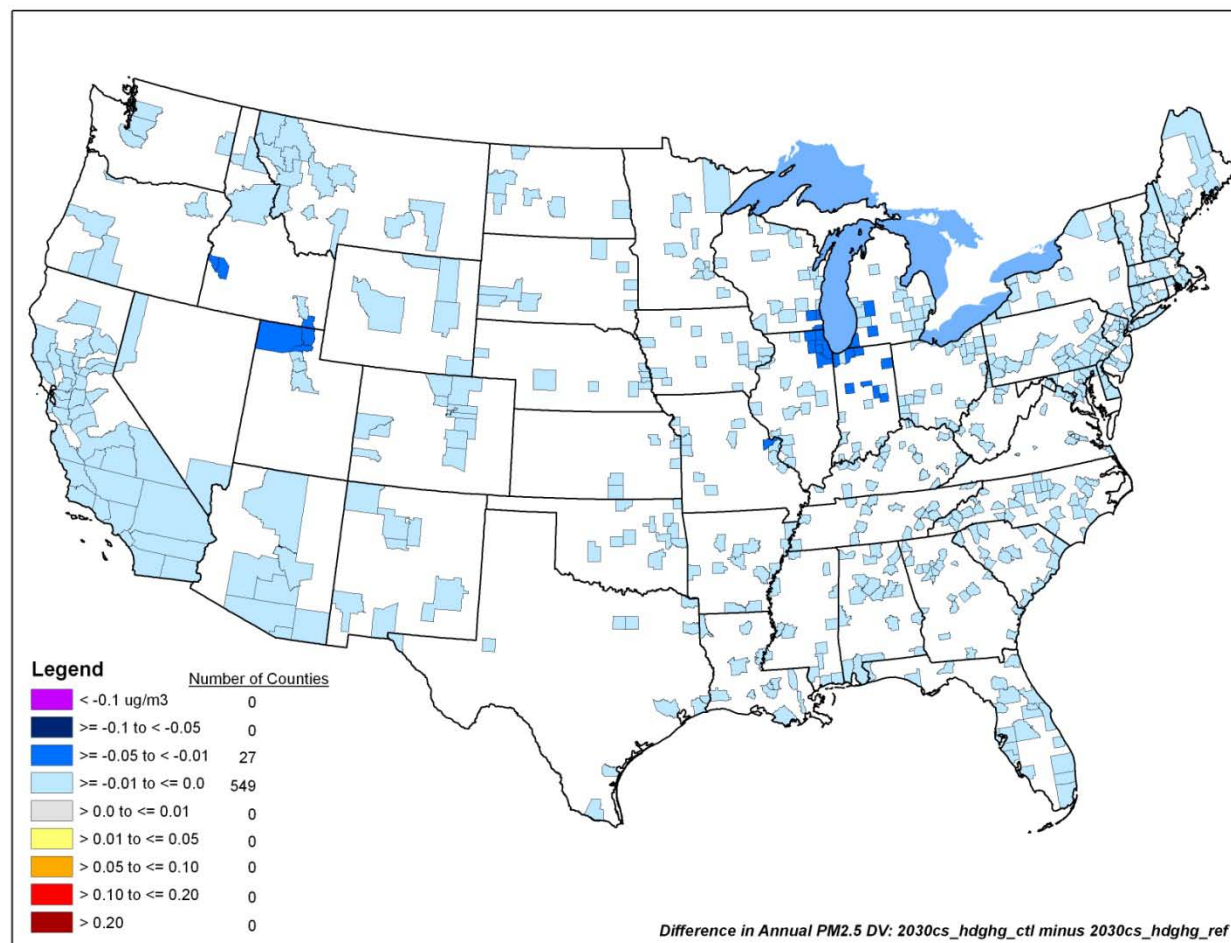 Legend
Number of Counties
< -0.1 ug/m3 0
>= -0.1 to < -0.05 0
>= -0.05 to < -0.01 27
>= -0.01 to <= 0.0 549
> 0.0 to <= 0.01 0
> 0.01 to <= 0.05 0
> 0.05 to <= 0.10 0
> 0.10 to <= 0.20 0
> 0.20 0
Difference in Annual PM2.5 DV: 2030cs_hdghg_ctl minus 2030cs_hdghg_ref